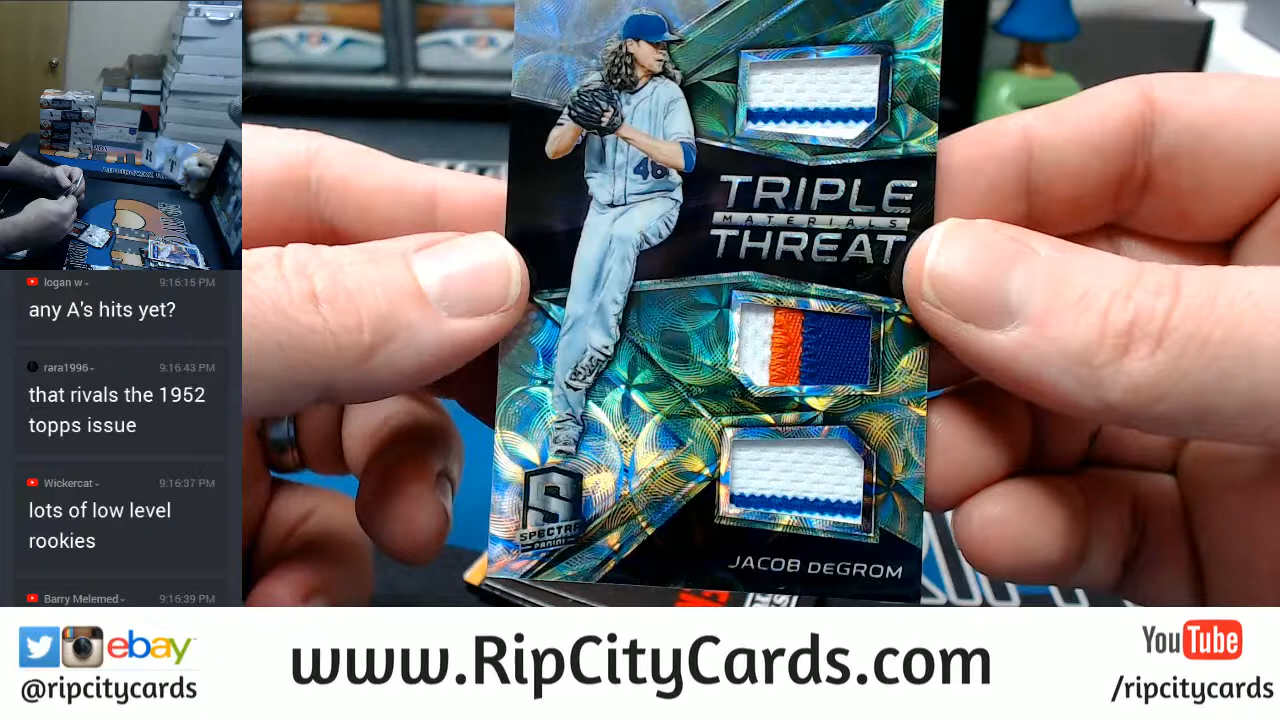 logan w
9:16:15 PM
any A's hits yet?
rara1996
9:16:43 PM
that rivals the 1952
topps issue
Wickercat
9:16:37 PM
lots of low level
rookies
Barry Melemed
9:16:39 PM
46
TRIPLE
MATERIALS
THREAT
S
SPECTRA
PANINI
JACOB DeGROM
ebay
@ripcitycards
www.RipCityCards.com
YouTube
/ripcitycards